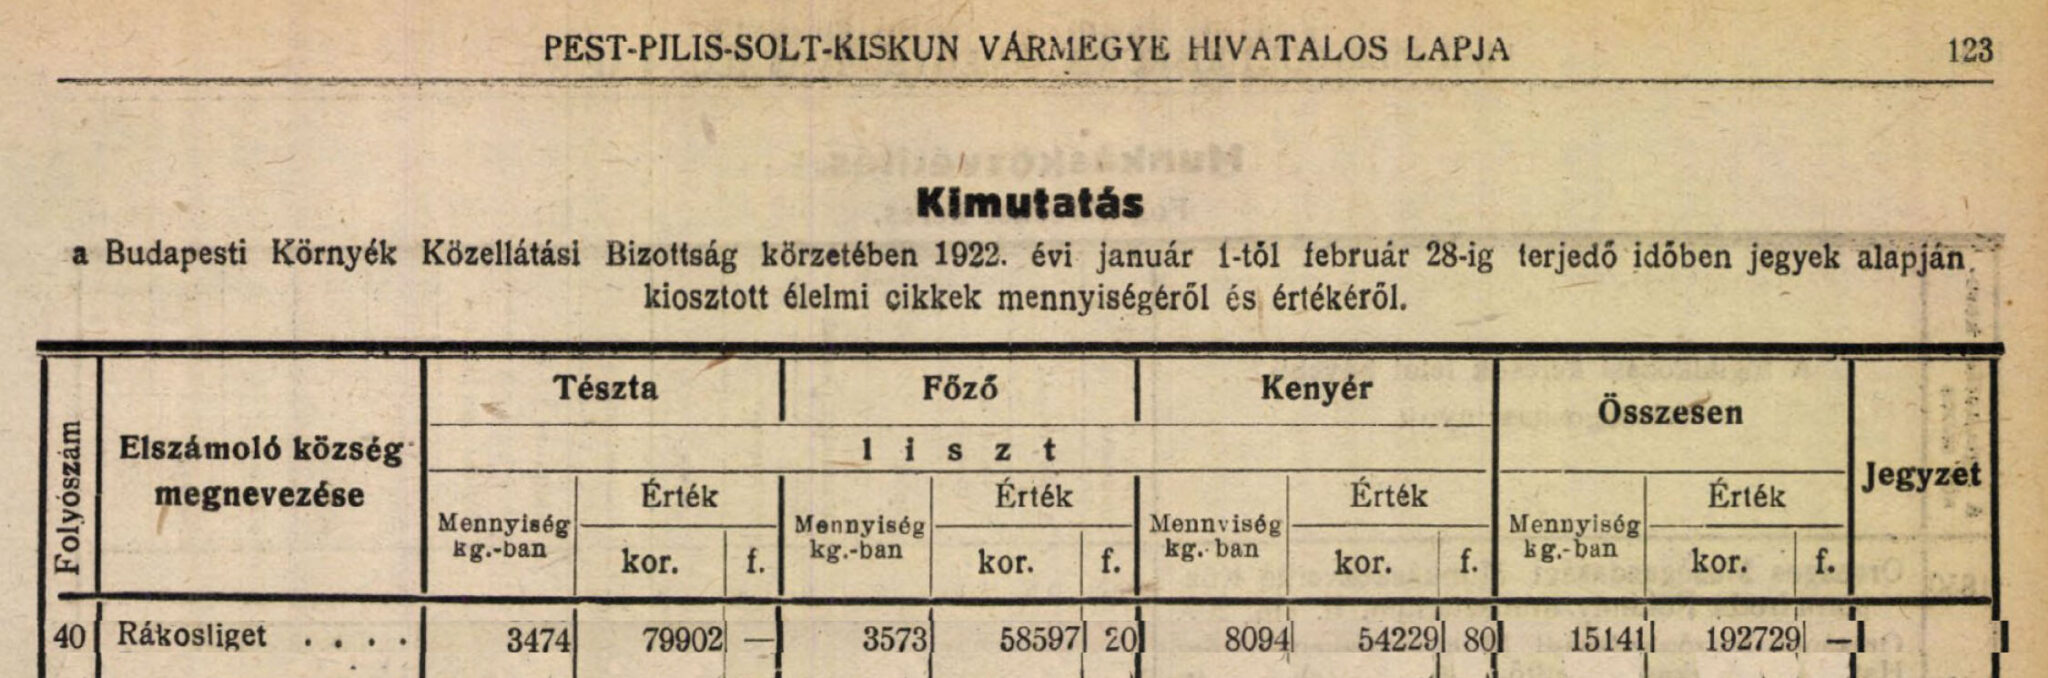 PEST-PILIS-SOLT-KISKUN VÁRMEGYE HIVATALOS LAPJA 123
Kimutatás
a Budapesti Környék Közellátási Bizottság körzetében 1922. évi január 1-től február 28-ig terjedő időben jegyek alapján
kiosztott élelmi cikkek mennyiségéről és értékéről.
Folyószám
Elszámoló község
megnevezése
Tészta Főző Kenyér
Összesen
l i s z t
Jegyzet
Mennyiség
kg.-ban
Érték
kor. f.
Mennyiség
kg.-ban
Érték
kor. f.
Mennviség
kg.-ban
Érték
kor. f.
Mennyiség
kg.-ban
Érték
kor. f.
40 Rákosliget . . . . 3474 79902 — 3573 58597 20 8094 54229 80 15141 192729 —